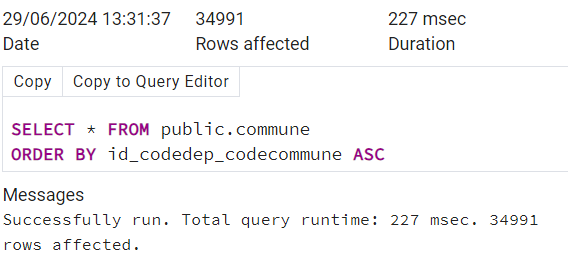 29/06/2024 13:31:37 34991 227 msec
Date Rows affected Duration
Copy Copy to Query Editor
SELECT * FROM public.commune
ORDER BY id_codedep_codecommune ASC
Messages
Successfully run. Total query runtime: 227 msec. 34991
rows affected.